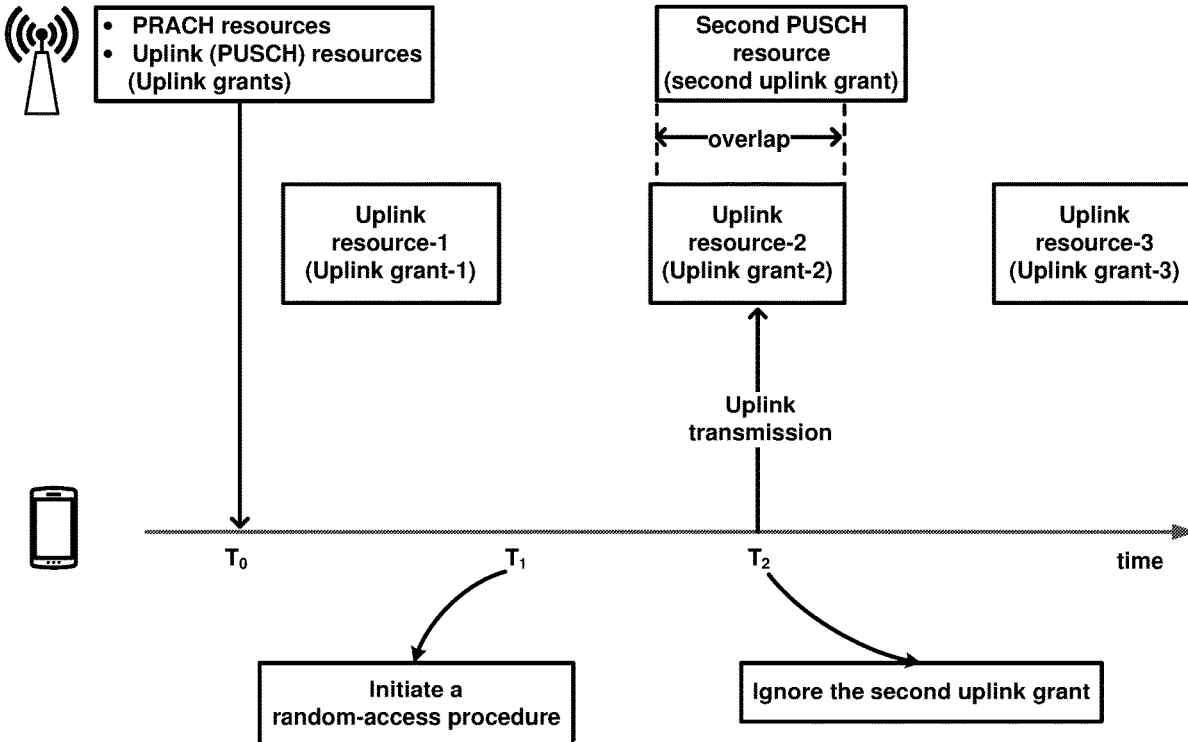 • PRACH resources
• Uplink (PUSCH) resources
(Uplink grants)
Second PUSCH
resource
(second uplink grant)
overlap
Uplink
resource-1
(Uplink grant-1)
Uplink
resource-2
(Uplink grant-2)
Uplink
resource-3
(Uplink grant-3)
Uplink
transmission
T₀
T₁
T₂
time
Initiate a
random-access procedure
Ignore the second uplink grant